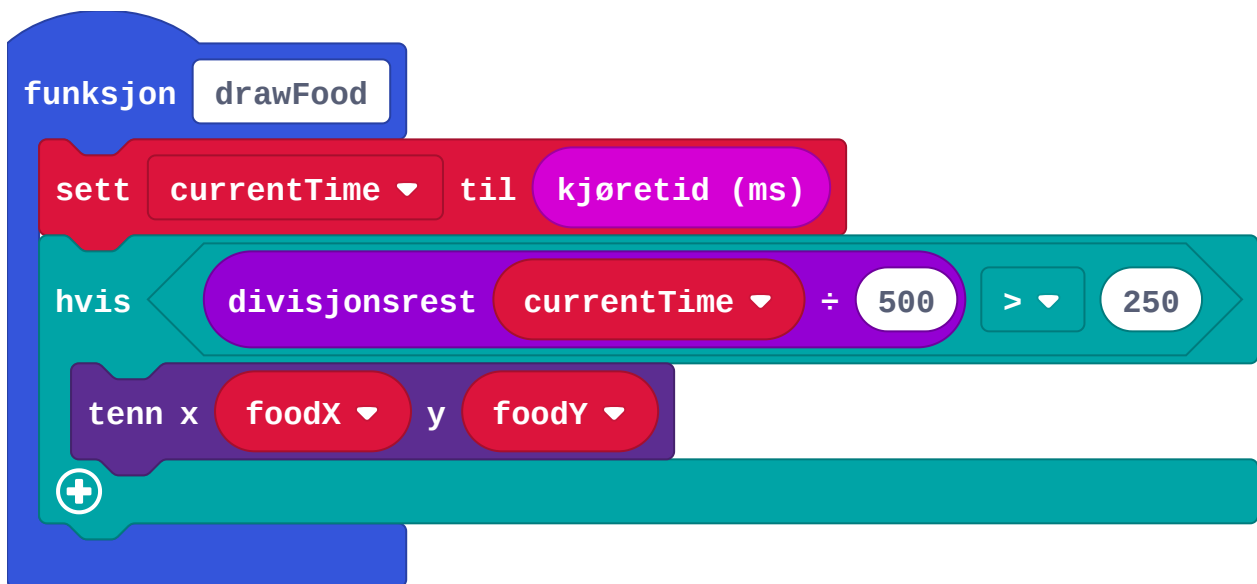 funksjon drawFood
sett currentTime til kjøretid (ms)
hvis divisjonsrest currentTime ÷ 500 > 250
tenn x foodX y foodY